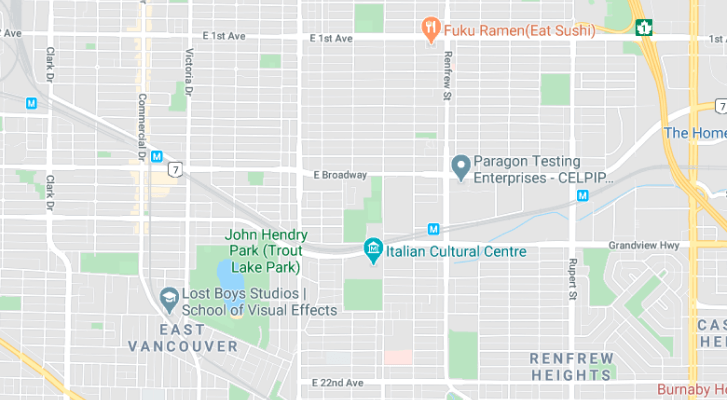 Ave
E 1st Ave
E 1st Ave
Fuku Ramen(Eat Sushi)
1st
Clark Dr
Victoria Dr
Renfrew St
Commercial Dr
M
M
7
7
The Home
E Broadway
Paragon Testing
Enterprises - CELPIP...
Clark Dr
M
M
John Hendry
Park (Trout
Lake Park)
Italian Cultural Centre
Grandview Hwy
Rupert St
Lost Boys Studios |
School of Visual Effects
EAST
VANCOUVER
CAS
HE
RENFREW
HEIGHTS
E 22nd Ave
Burnaby He